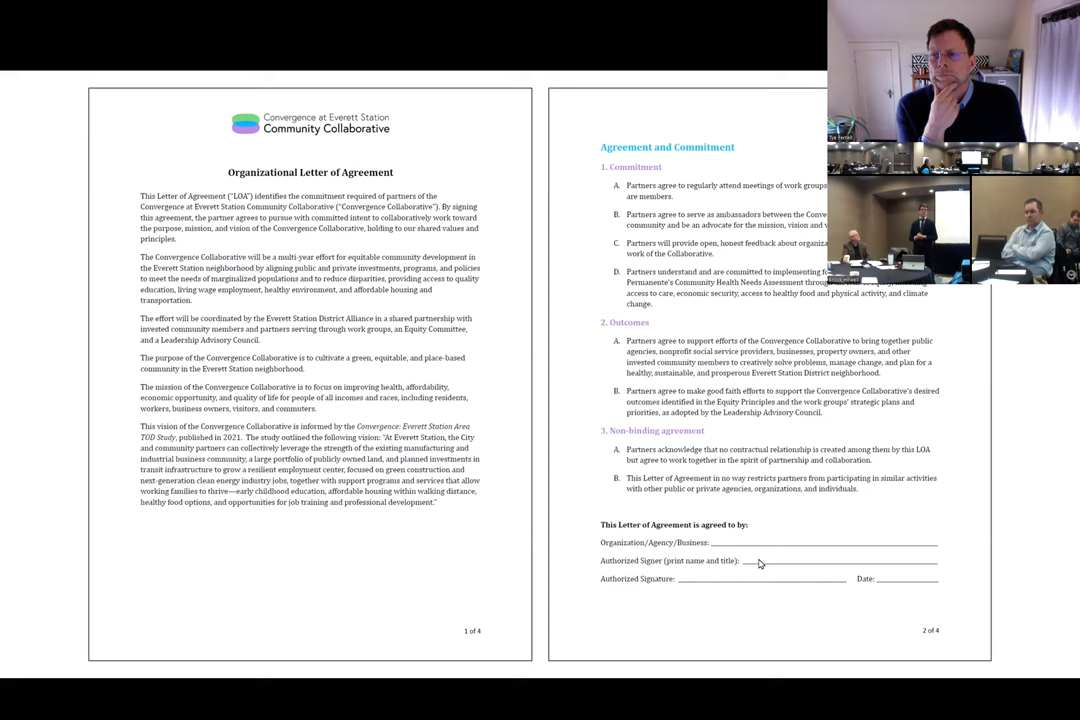 Convergence at Everett Station
Community Collaborative
Organizational Letter of Agreement
This Letter of Agreement ("LOA") identifies the commitment required of partners of the
Convergence at Everett Station Community Collaborative ("Convergence Collaborative"). By signing
this agreement, the partner agrees to pursue with committed intent to collaboratively work toward
the purpose, mission, and vision of the Convergence Collaborative, holding to our shared values and
principles.
The Convergence Collaborative will be a multi-year effort for equitable community development in
the Everett Station neighborhood by aligning public and private investments, programs, and policies
to meet the needs of marginalized populations and to reduce disparities, providing access to quality
education, living wage employment, healthy environment, and affordable housing and
transportation.
The effort will be coordinated by the Everett Station District Alliance in a shared partnership with
invested community members and partners serving through work groups, an Equity Committee,
and a Leadership Advisory Council.
The purpose of the Convergence Collaborative is to cultivate a green, equitable, and place-based
community in the Everett Station neighborhood.
The mission of the Convergence Collaborative is to focus on improving health, affordability,
economic opportunity, and quality of life for people of all incomes and races, including residents,
workers, business owners, visitors, and commuters.
This vision of the Convergence Collaborative is informed by the Convergence: Everett Station Area
TOD Study, published in 2021. The study outlined the following vision: "At Everett Station, the City
and community partners can collectively leverage the strength of the existing manufacturing and
industrial business community, a large portfolio of publicly owned land, and planned investments in
transit infrastructure to grow a resilient employment center, focused on green construction and
next-generation clean energy industry jobs, together with support programs and services that allow
working families to thrive—early childhood education, affordable housing within walking distance,
healthy food options, and opportunities for job training and professional development."
1 of 4
Agreement and Commitment
1. Commitment
A. Partners agree to regularly attend meetings of work groups
are members.
B. Partners agree to serve as ambassadors between the Conve
community and be an advocate for the mission, vision and v
C. Partners will provide open, honest feedback about organiza
work of the Collaborative.
D. Partners understand and are committed to implementing f
Permanente's Community Health Needs Assessment through
access to care, economic security, access to healthy food and physical activity, and climate
change.
2. Outcomes
A. Partners agree to support efforts of the Convergence Collaborative to bring together public
agencies, nonprofit social service providers, businesses, property owners, and other
invested community members to creatively solve problems, manage change, and plan for a
healthy, sustainable, and prosperous Everett Station District neighborhood.
B. Partners agree to make good faith efforts to support the Convergence Collaborative's desired
outcomes identified in the Equity Principles and the work groups' strategic plans and
priorities, as adopted by the Leadership Advisory Council.
3. Non-binding agreement
A. Partners acknowledge that no contractual relationship is created among them by this LOA
but agree to work together in the spirit of partnership and collaboration.
B. This Letter of Agreement in no way restricts partners from participating in similar activities
with other public or private agencies, organizations, and individuals.
This Letter of Agreement is agreed to by:
Organization/Agency/Business:
Authorized Signer (print name and title):
Authorized Signature: Date:
2 of 4
Tye Ferrell